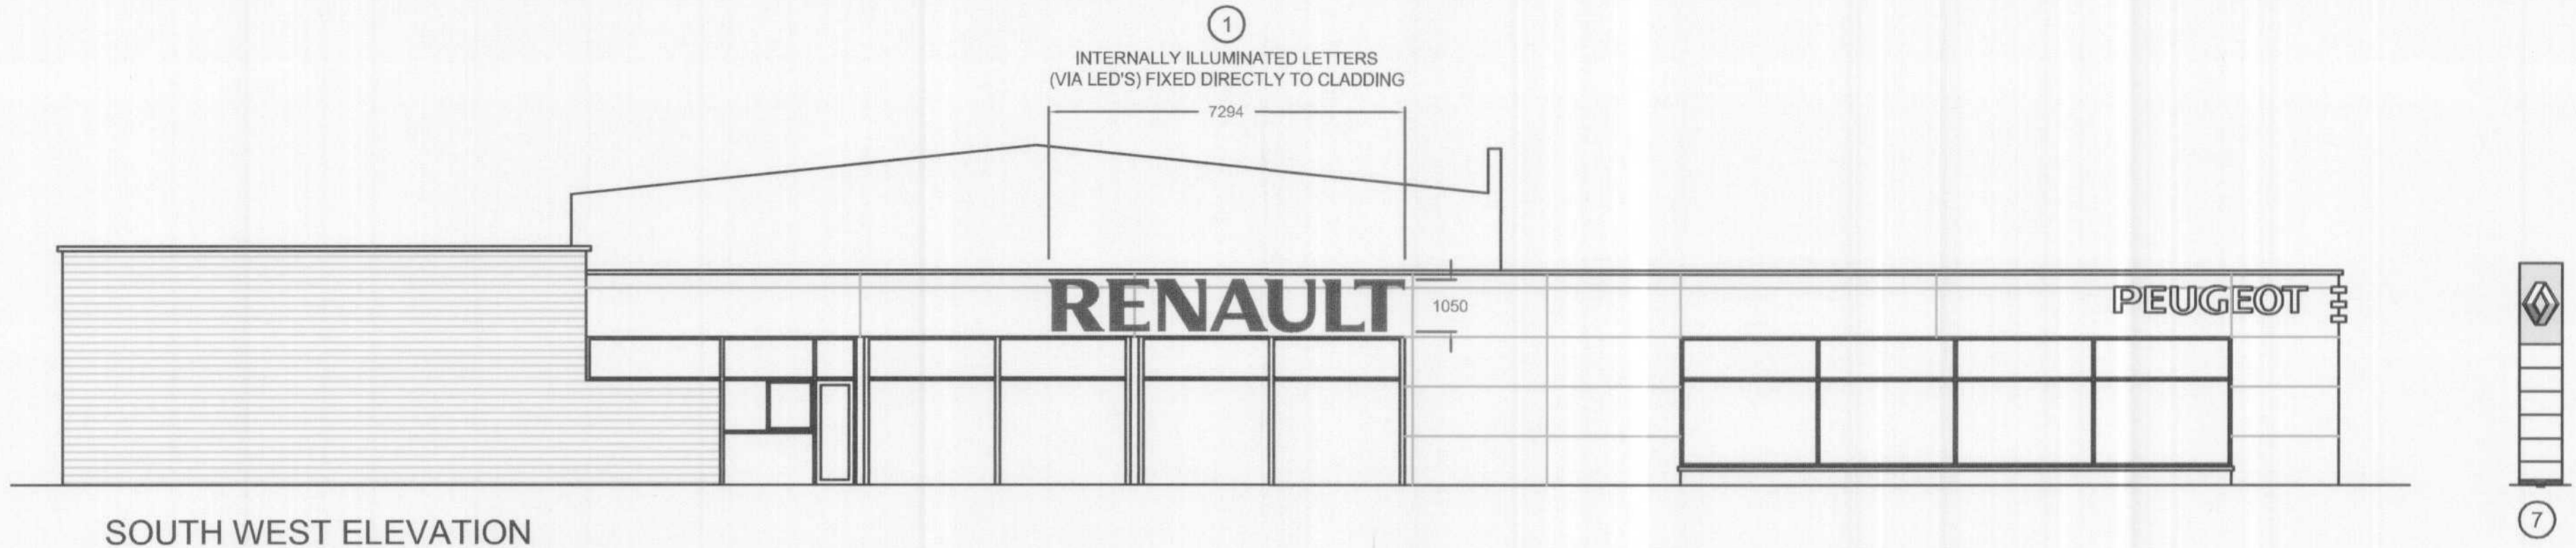 1
INTERNALLY ILLUMINATED LETTERS
(VIA LED'S) FIXED DIRECTLY TO CLADDING
7294
RENAULT
1050
PEUGEOT
7
SOUTH WEST ELEVATION